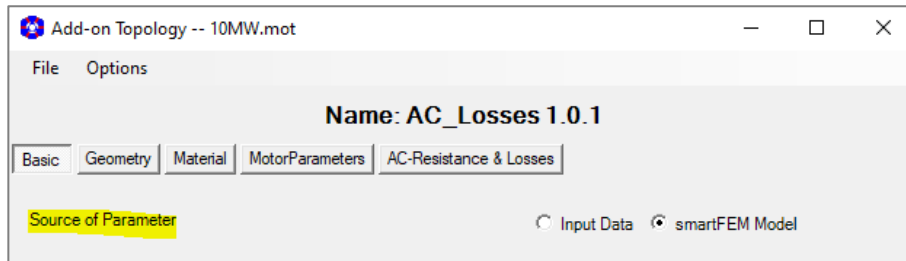 Add-on Topology -- 10MW.mot
File Options
Name: AC_Losses 1.0.1
Basic Geometry Material MotorParameters AC-Resistance & Losses
Source of Parameter Input Data smartFEM Model